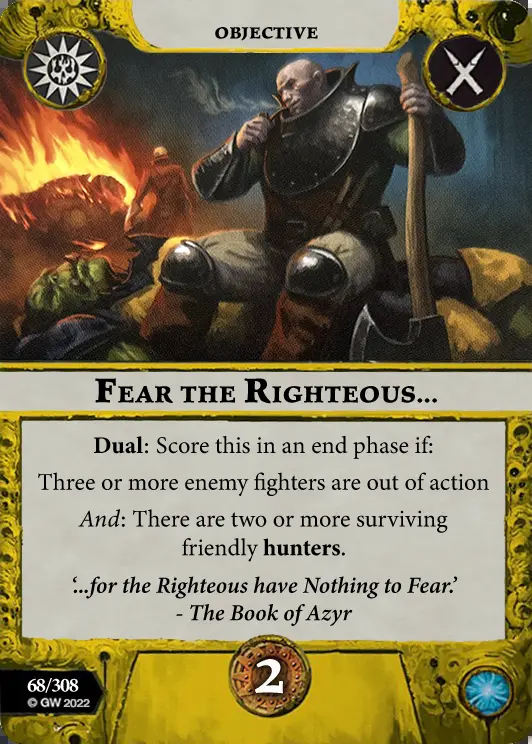 OBJECTIVE
FEAR THE RIGHTEOUS...
Dual: Score this in an end phase if:
Three or more enemy fighters are out of action
And: There are two or more surviving
friendly hunters.
‘...for the Righteous have Nothing to Fear.’
- The Book of Azyr
2
68/308
© GW 2022